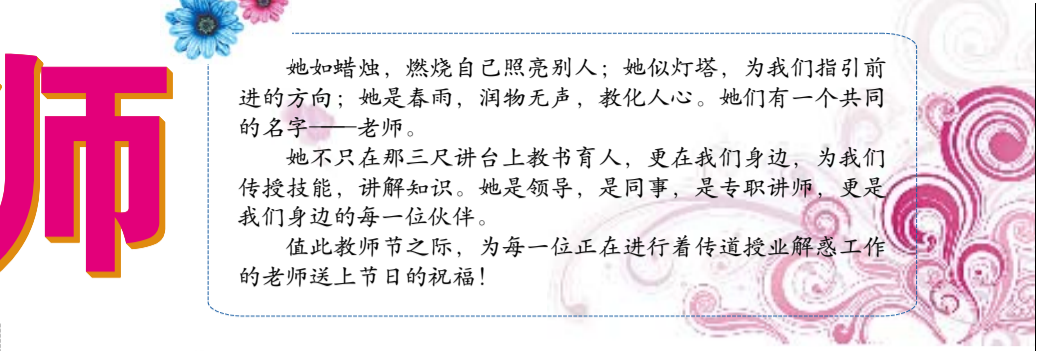 师
她如蜡烛，燃烧自己照亮别人；她似灯塔，为我们指引前
进的方向；她是春雨，润物无声，教化人心。她们有一个共同
的名字——老师。
她不只在那三尺讲台上教书育人，更在我们身边，为我们
传授技能，讲解知识。她是领导，是同事，是专职讲师，更是
我们身边的每一位伙伴。
值此教师节之际，为每一位正在进行着传道授业解惑工作
的老师送上节日的祝福！